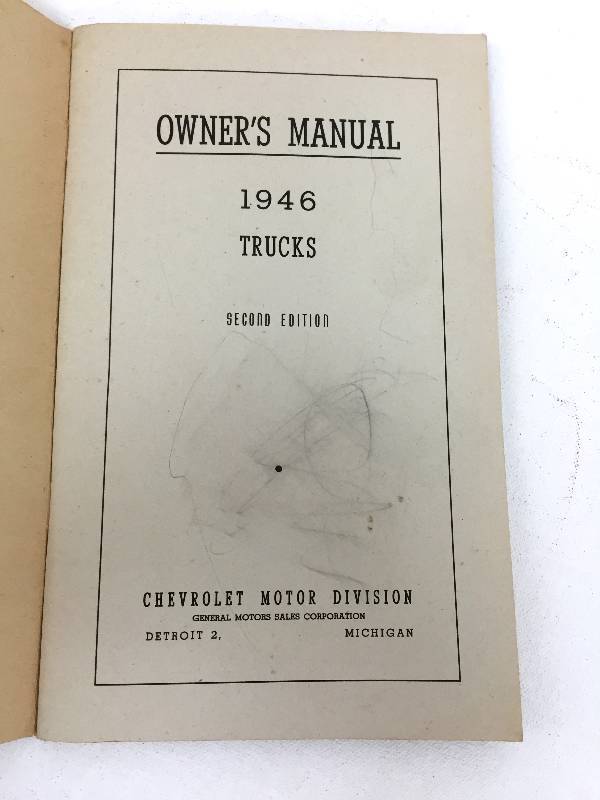 OWNER'S MANUAL
1946
TRUCKS
SECOND EDITION
CHEVROLET MOTOR DIVISION
GENERAL MOTORS SALES CORPORATION
DETROIT 2, MICHIGAN